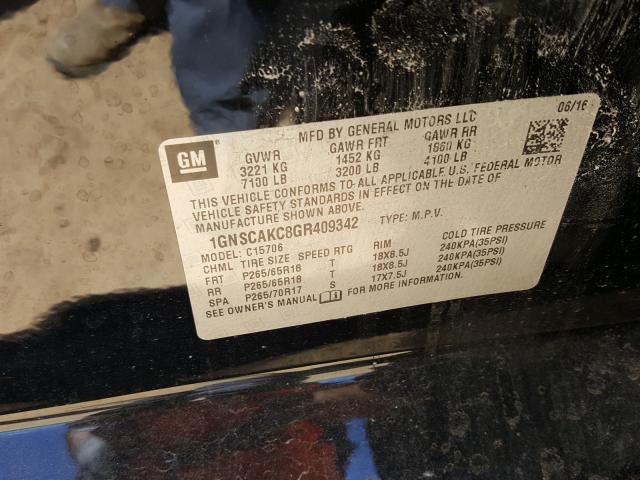 MFD BY GENERAL MOTORS LLC 06/16
GM GVWR GAWR FRT GAWR RR
3221 KG 1452 KG 1860 KG
7100 LB 3200 LB 4100 LB
THIS VEHICLE CONFORMS TO ALL APPLICABLE U.S. FEDERAL MOTOR
VEHICLE SAFETY STANDARDS IN EFFECT ON THE DATE OF
MANUFACTURE SHOWN ABOVE.
1GNSCAKC8GR409342 TYPE: M.P.V.
MODEL: C15706
CHML TIRE SIZE SPEED RTG RIM COLD TIRE PRESSURE
FRT P265/65R18 T 18X8.5J 240KPA(35PSI)
RR P265/65R18 T 18X8.5J 240KPA(35PSI)
SPA P265/70R17 S 17X7.5J 240KPA(35PSI)
SEE OWNER'S MANUAL FOR MORE INFORMATION.